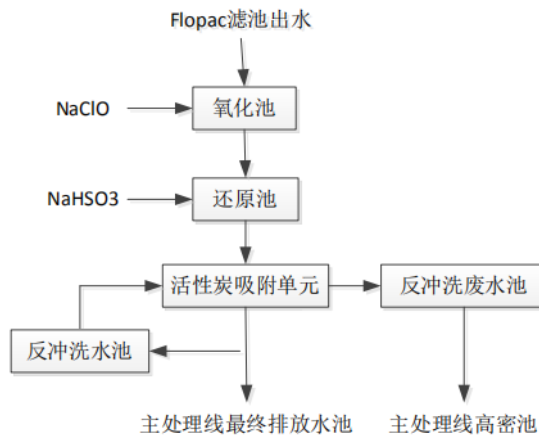 Flopac滤池出水
NaClO
氧化池
NaHSO3
还原池
活性炭吸附单元
反冲洗废水池
反冲洗水池
主处理线最终排放水池
主处理线高密池